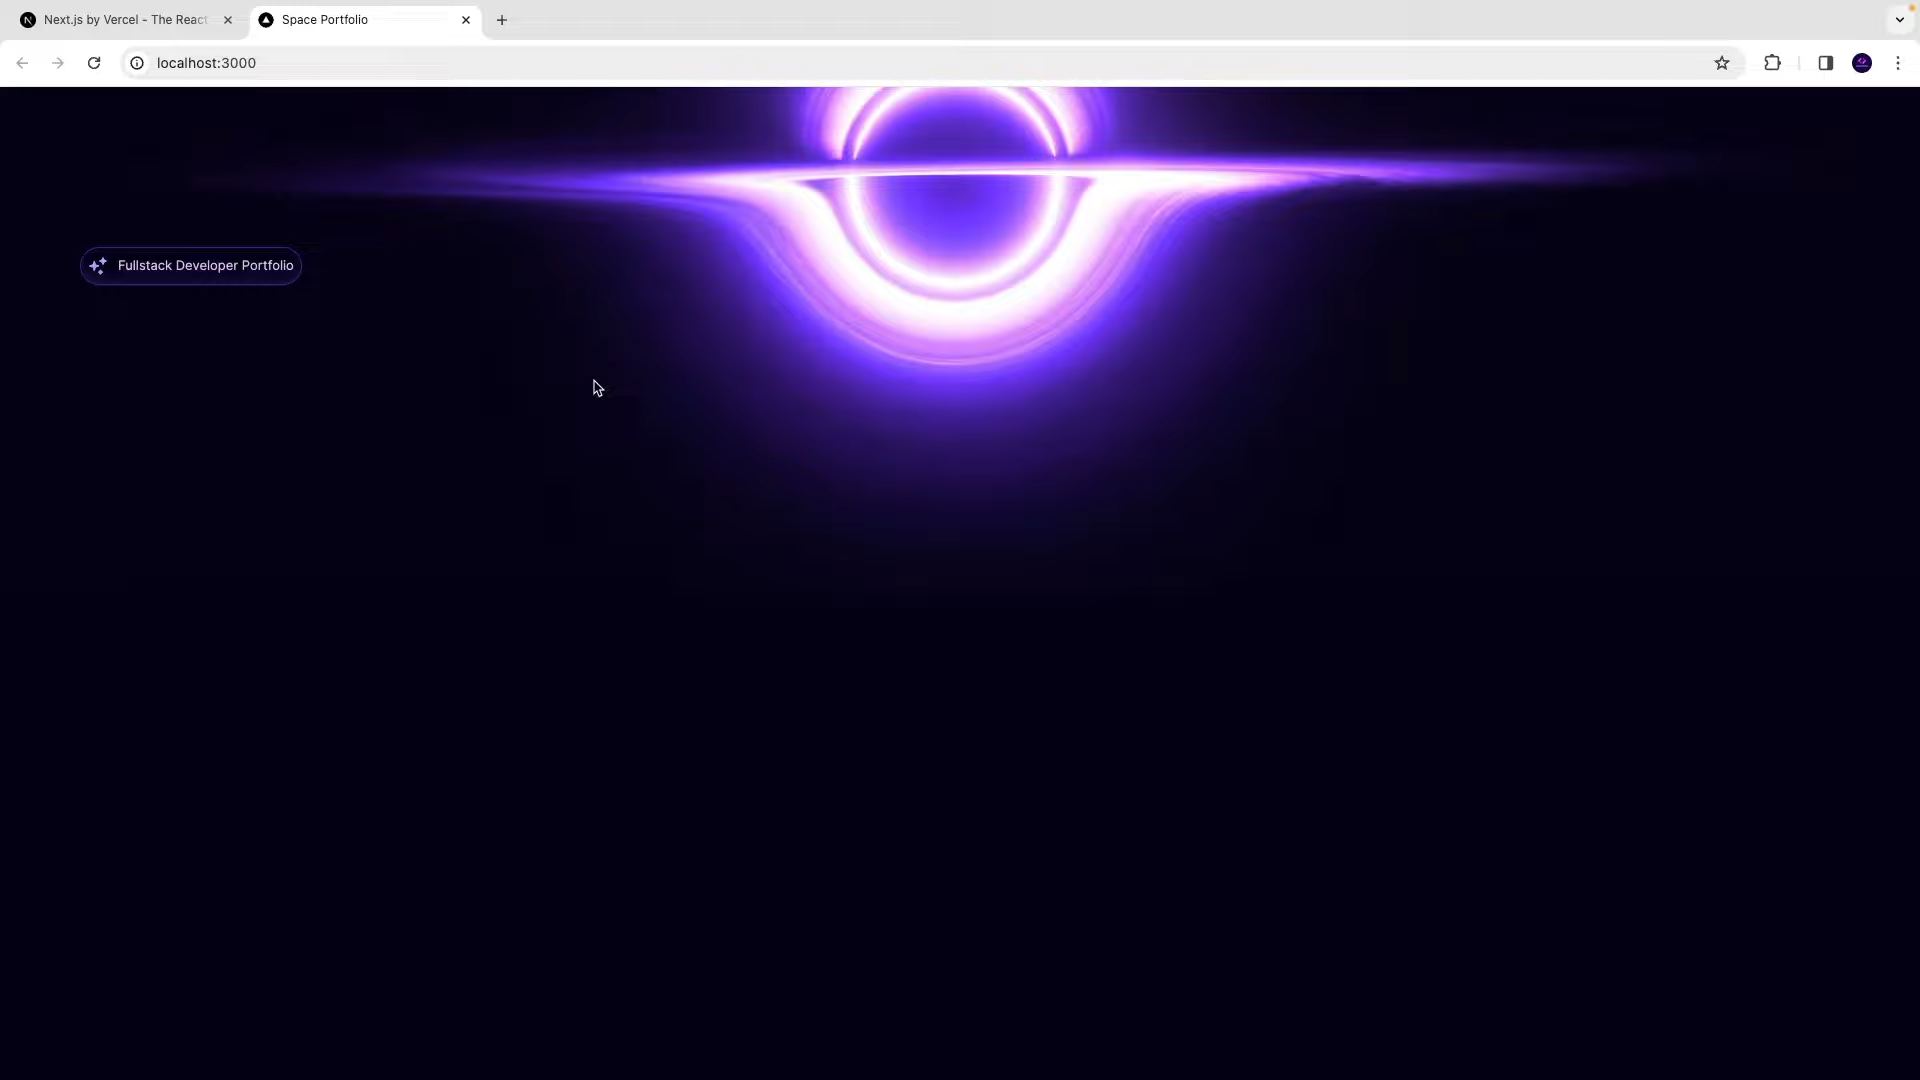 Next.js by Vercel - The React
Space Portfolio
localhost:3000
Fullstack Developer Portfolio